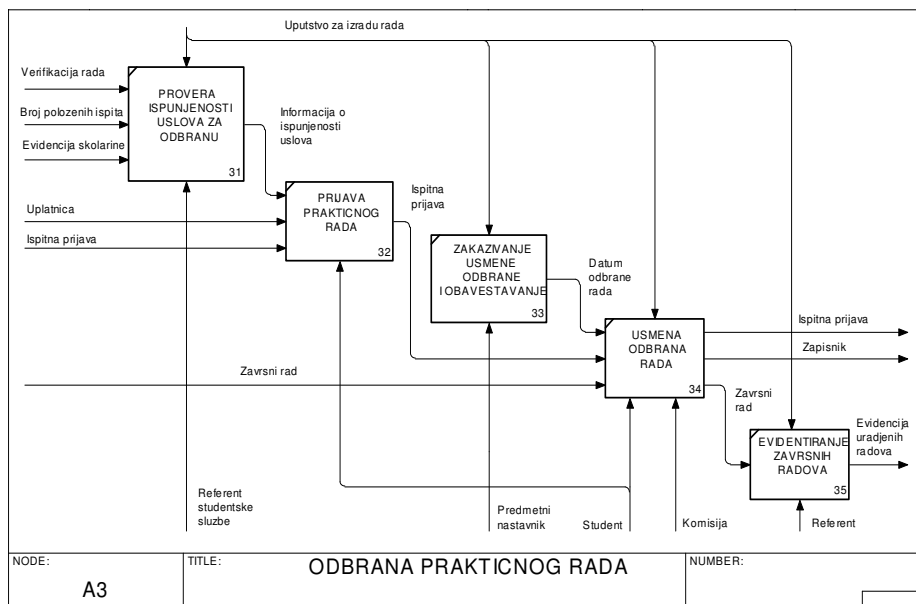 Uputstvo za izradu rada
Verifikacija rada
Broj polozenih ispita
Evidencija skolarine
PROVERA
ISPUNJENOSTI
USLOVA ZA
ODBRANU
31
Informacija o
ispunjenosti
uslova
Uplatnica
Ispitna prijava
PRIJAVA
PRAKTICNOG
RADA
32
Ispitna
prijava
ZAKAZIVANJE
USMENE
ODBRANE
I OBAVESTAVANJE
33
Datum
odbrane
rada
Zavrsni rad
USMENA
ODBRANA
RADA
34
Ispitna prijava
Zapisnik
Zavrsni
rad
EVIDENTIRANJE
ZAVRSNIH
RADOVA
35
Evidencija
uradjenih
radova
Referent
studentske
sluzbe
Predmetni
nastavnik
Student
Komisija
Referent
NODE:
A3
TITLE:
ODBRANA PRAKTICNOG RADA
NUMBER: